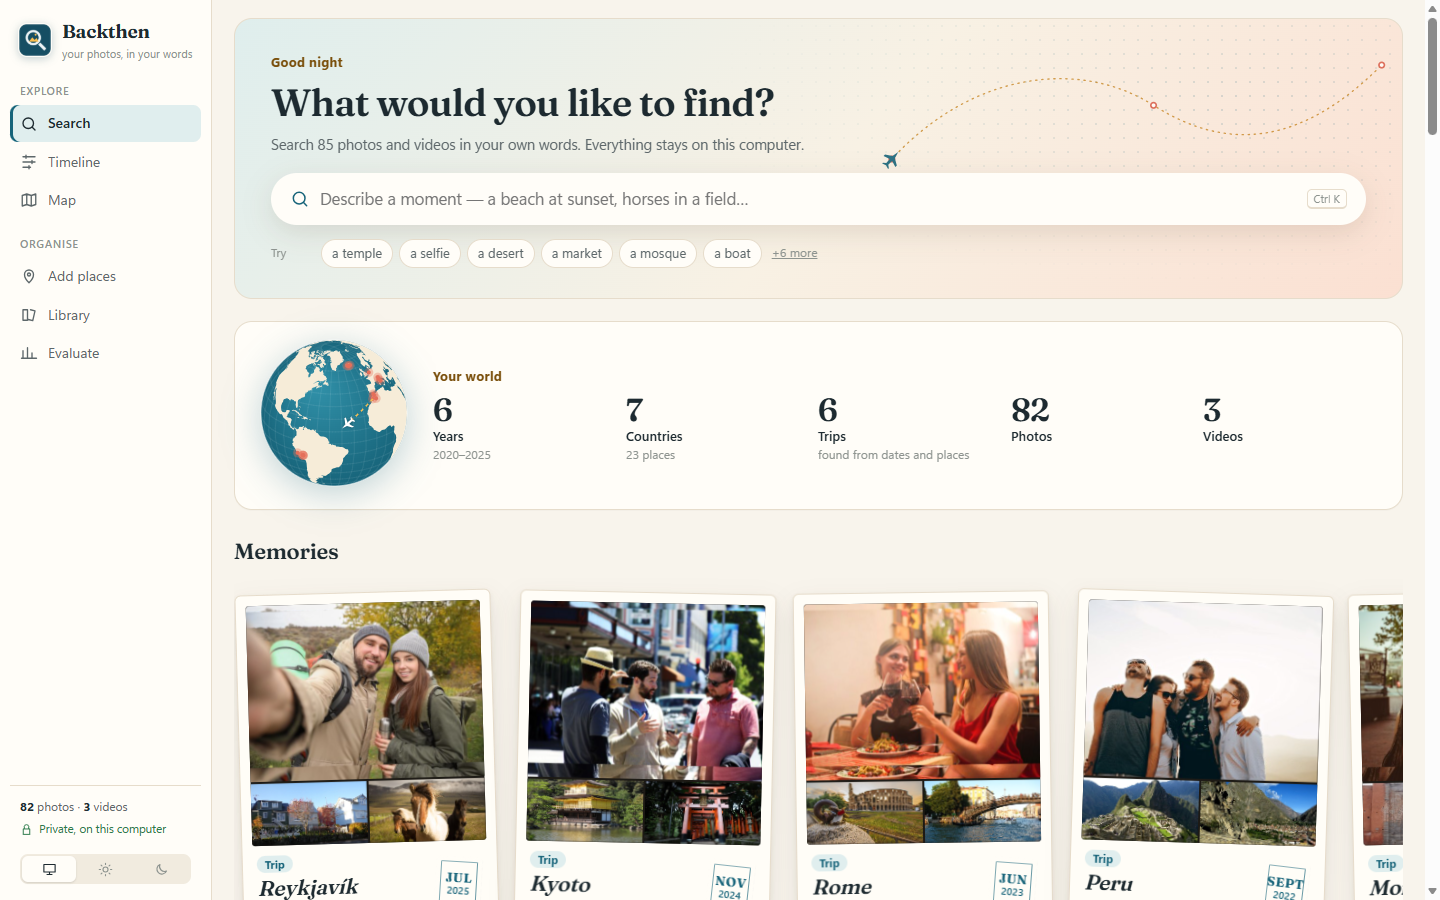 Backthen
your photos, in your words
EXPLORE
Search
Timeline
Map
ORGANISE
Add places
Library
Evaluate
82 photos · 3 videos
Private, on this computer
Good night
What would you like to find?
Search 85 photos and videos in your own words. Everything stays on this computer.
Describe a moment — a beach at sunset, horses in a field...
Ctrl K
Try
a temple
a selfie
a desert
a market
a mosque
a boat
+6 more
Your world
6
Years
2020–2025
7
Countries
23 places
6
Trips
found from dates and places
82
Photos
3
Videos
Memories
Trip
Reykjavík
JUL
2025
Trip
Kyoto
NOV
2024
Trip
Rome
JUN
2023
Trip
Peru
SEPT
2022
Trip